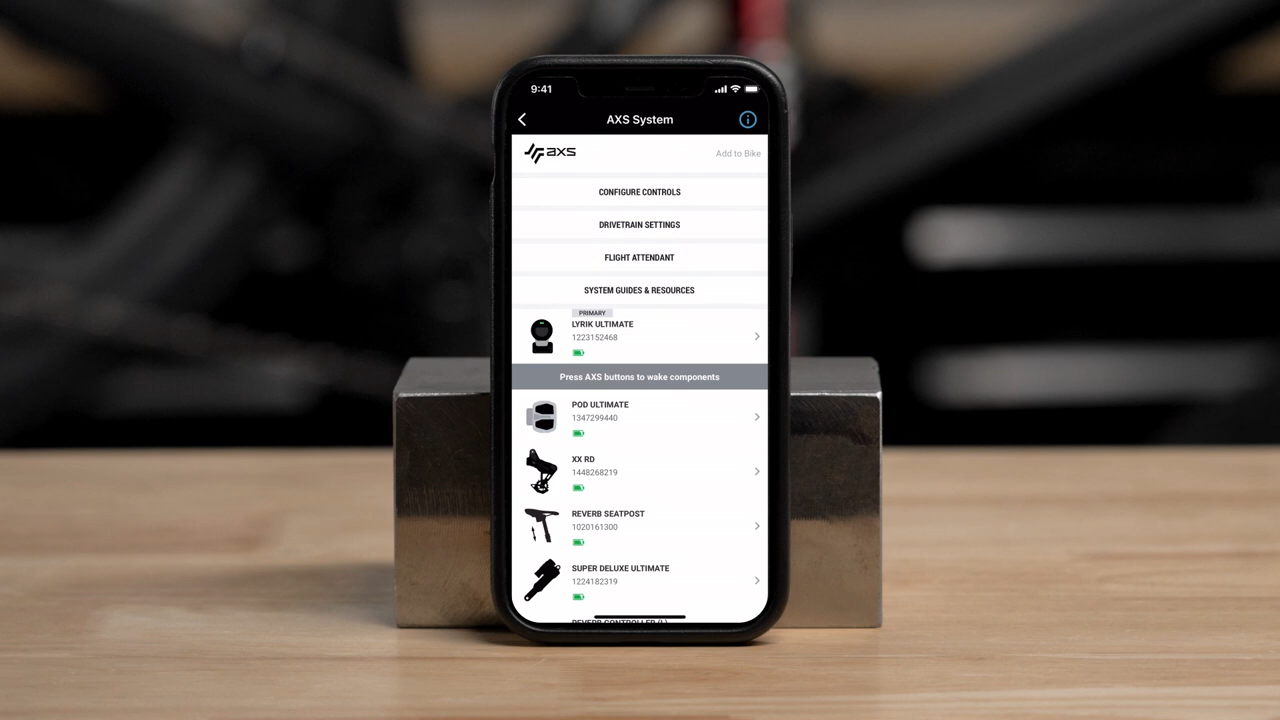 9:41
AXS System
axs
Add to Bike
CONFIGURE CONTROLS
DRIVETRAIN SETTINGS
FLIGHT ATTENDANT
SYSTEM GUIDES & RESOURCES
PRIMARY
LYRIK ULTIMATE
1223152468
Press AXS buttons to wake components
POD ULTIMATE
1347299440
XX RD
1448268219
REVERB SEATPOST
1020161300
SUPER DELUXE ULTIMATE
1224182319
REVERB CONTROLLER (L)